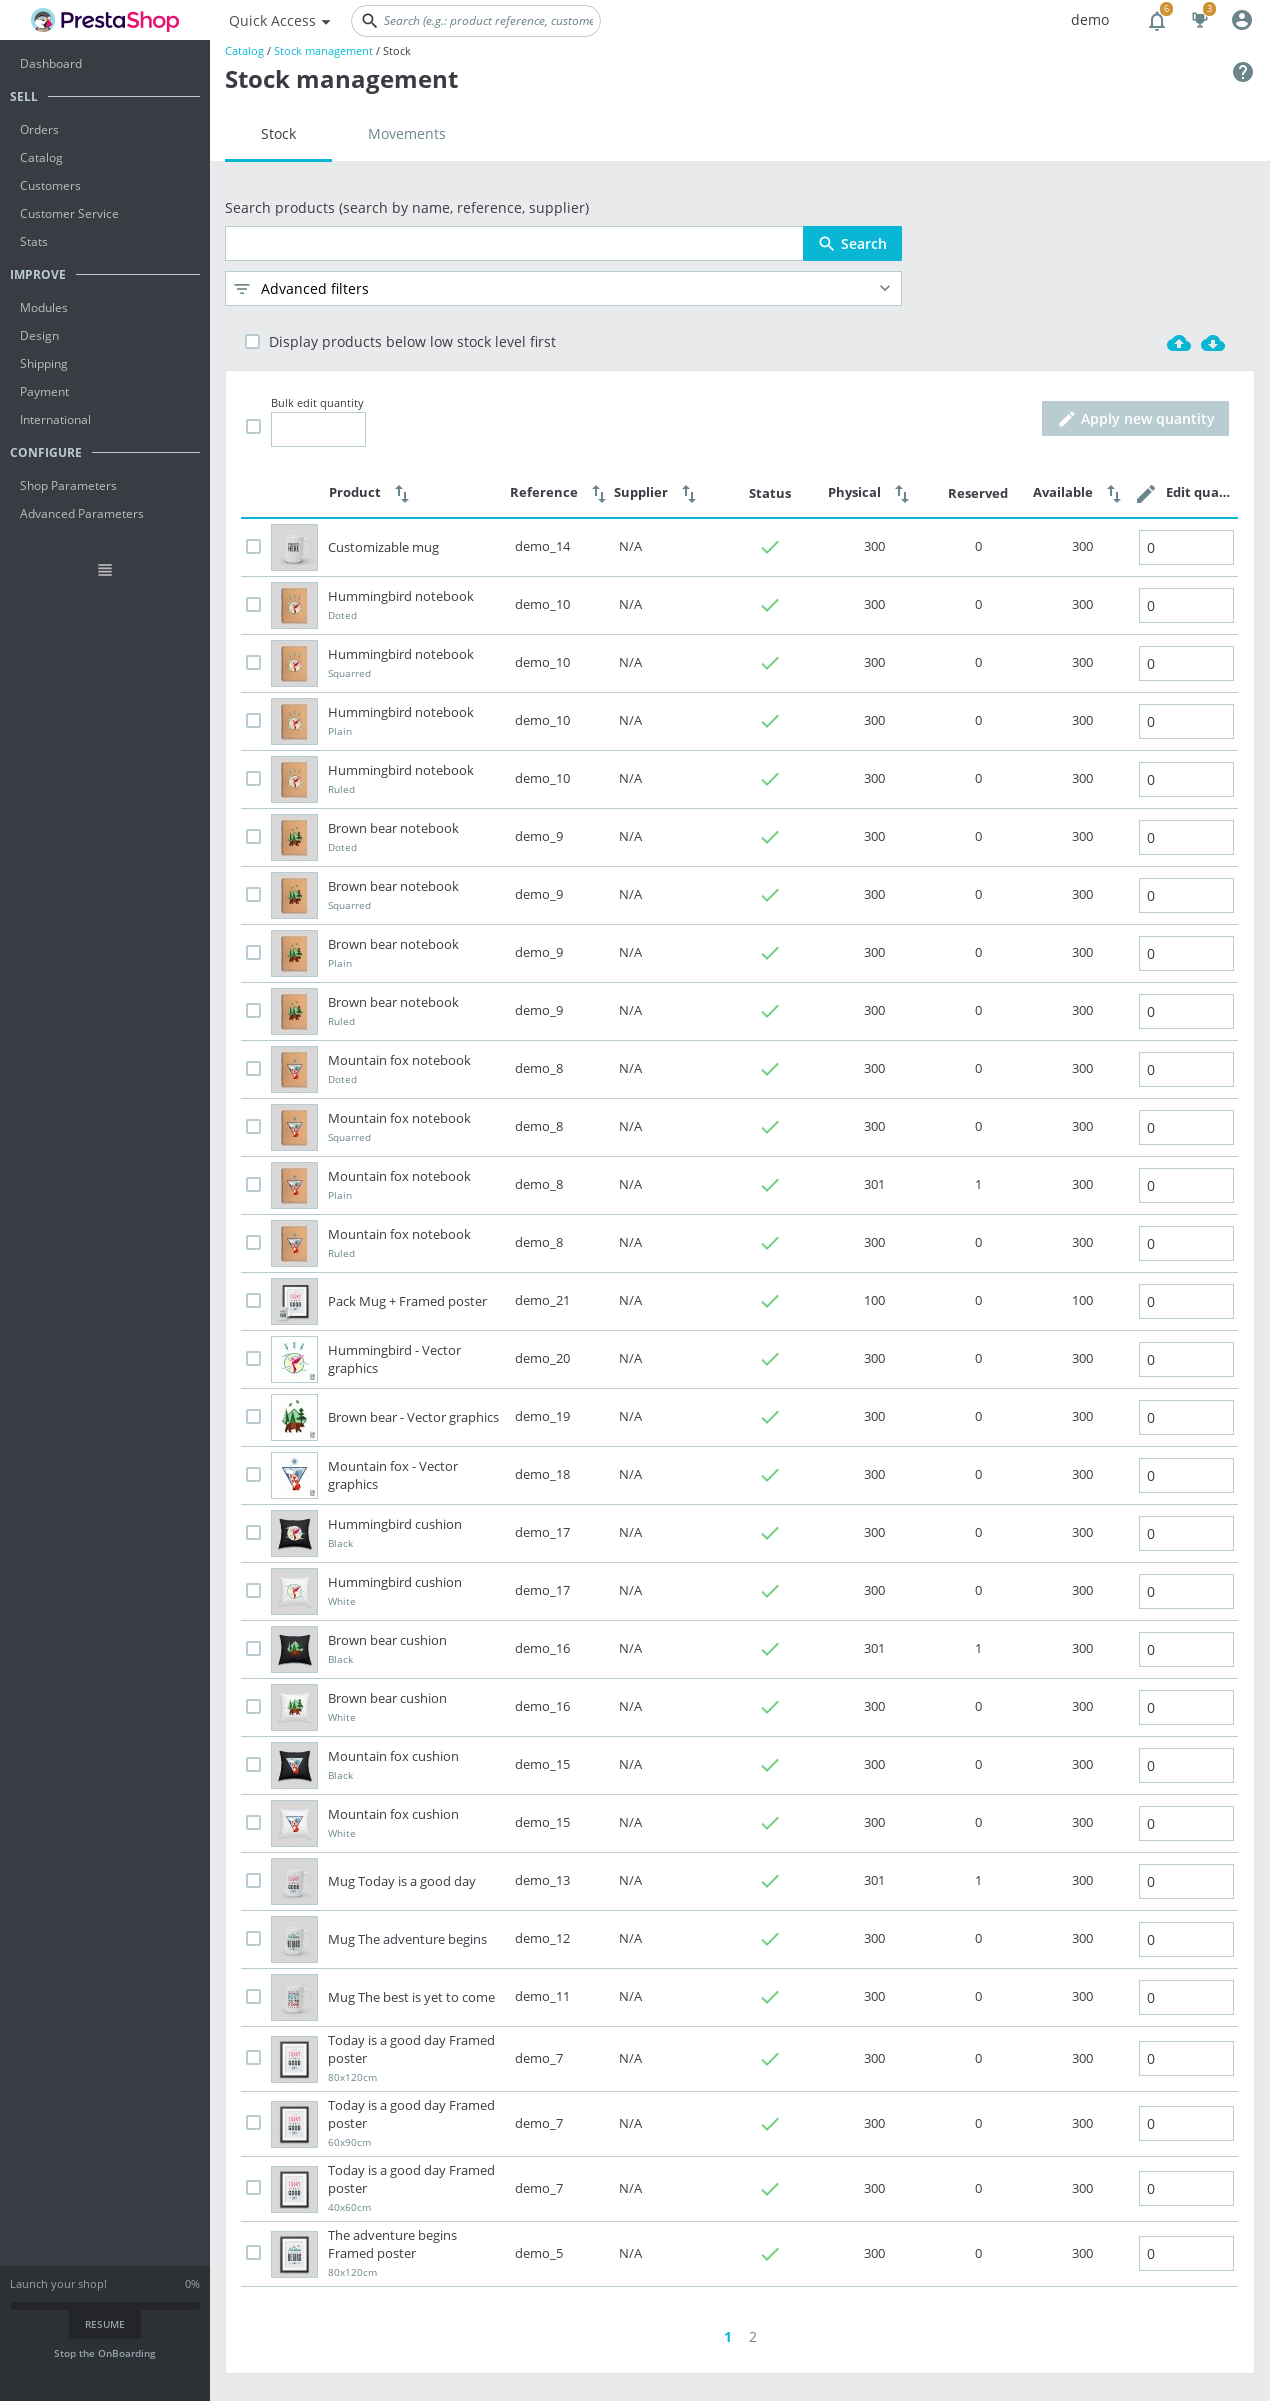 PrestaShop
Quick Access
Search (e.g.: product reference, custome
demo
6
3
Dashboard
SELL
Orders
Catalog
Customers
Customer Service
Stats
IMPROVE
Modules
Design
Shipping
Payment
International
CONFIGURE
Shop Parameters
Advanced Parameters
Launch your shop! 0%
RESUME
Stop the OnBoarding
Catalog / Stock management / Stock
Stock management
Stock Movements
Search products (search by name, reference, supplier)
Search
Advanced filters
Display products below low stock level first
Bulk edit quantity
Apply new quantity
Product Reference Supplier Status Physical Reserved Available Edit qua...
Customizable mug demo_14 N/A 300 0 300 0
Hummingbird notebook
Doted demo_10 N/A 300 0 300 0
Hummingbird notebook
Squarred demo_10 N/A 300 0 300 0
Hummingbird notebook
Plain demo_10 N/A 300 0 300 0
Hummingbird notebook
Ruled demo_10 N/A 300 0 300 0
Brown bear notebook
Doted demo_9 N/A 300 0 300 0
Brown bear notebook
Squarred demo_9 N/A 300 0 300 0
Brown bear notebook
Plain demo_9 N/A 300 0 300 0
Brown bear notebook
Ruled demo_9 N/A 300 0 300 0
Mountain fox notebook
Doted demo_8 N/A 300 0 300 0
Mountain fox notebook
Squarred demo_8 N/A 300 0 300 0
Mountain fox notebook
Plain demo_8 N/A 301 1 300 0
Mountain fox notebook
Ruled demo_8 N/A 300 0 300 0
Pack Mug + Framed poster demo_21 N/A 100 0 100 0
Hummingbird - Vector
graphics demo_20 N/A 300 0 300 0
Brown bear - Vector graphics demo_19 N/A 300 0 300 0
Mountain fox - Vector
graphics demo_18 N/A 300 0 300 0
Hummingbird cushion
Black demo_17 N/A 300 0 300 0
Hummingbird cushion
White demo_17 N/A 300 0 300 0
Brown bear cushion
Black demo_16 N/A 301 1 300 0
Brown bear cushion
White demo_16 N/A 300 0 300 0
Mountain fox cushion
Black demo_15 N/A 300 0 300 0
Mountain fox cushion
White demo_15 N/A 300 0 300 0
Mug Today is a good day demo_13 N/A 301 1 300 0
Mug The adventure begins demo_12 N/A 300 0 300 0
Mug The best is yet to come demo_11 N/A 300 0 300 0
Today is a good day Framed
poster
80x120cm demo_7 N/A 300 0 300 0
Today is a good day Framed
poster
60x90cm demo_7 N/A 300 0 300 0
Today is a good day Framed
poster
40x60cm demo_7 N/A 300 0 300 0
The adventure begins
Framed poster
80x120cm demo_5 N/A 300 0 300 0
1 2